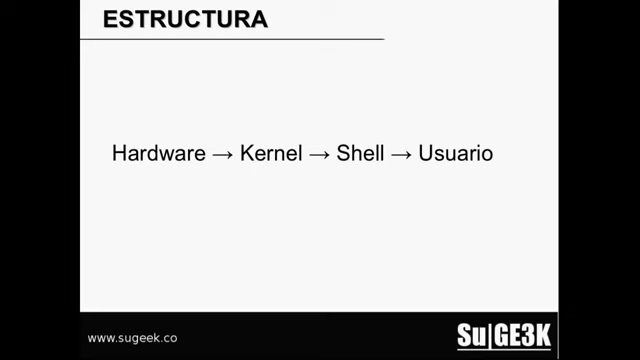 ESTRUCTURA
Hardware → Kernel → Shell → Usuario
www.sugeek.co
Su|GE3K